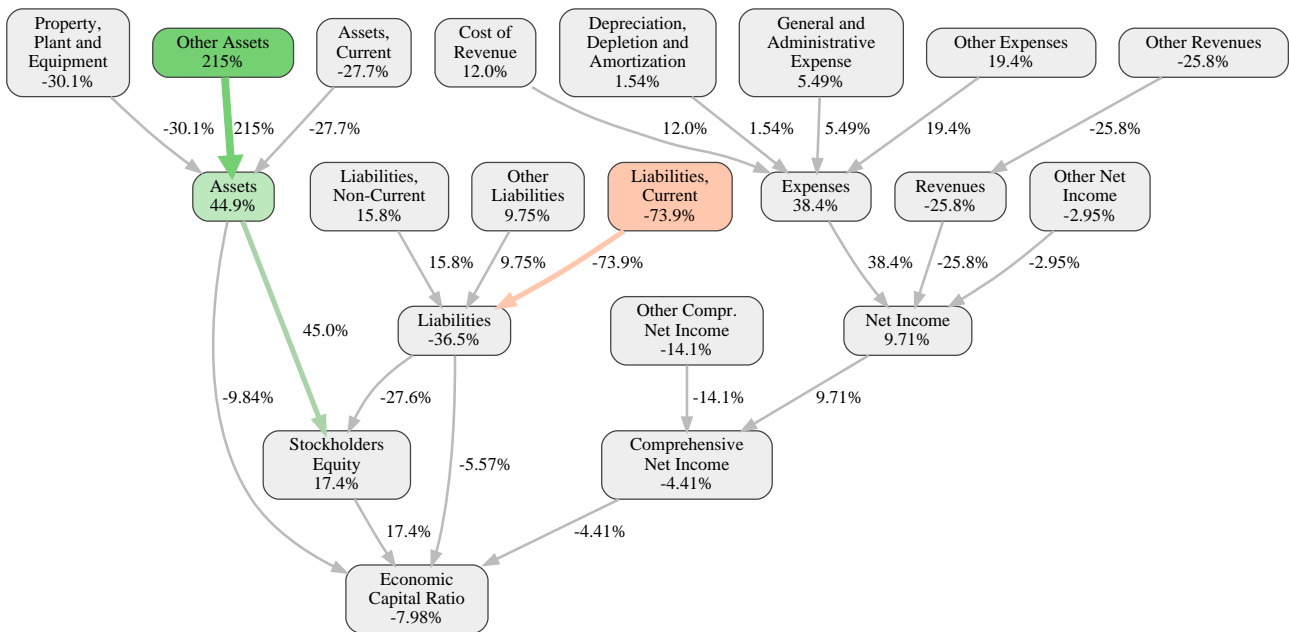 Property,
Plant and
Equipment
-30.1%
Other Assets
215%
Assets,
Current
-27.7%
Cost of
Revenue
12.0%
Depreciation,
Depletion and
Amortization
1.54%
General and
Administrative
Expense
5.49%
Other Expenses
19.4%
Other Revenues
-25.8%
-30.1%
215%
-27.7%
12.0%
1.54%
5.49%
19.4%
-25.8%
Assets
44.9%
Liabilities,
Non-Current
15.8%
Other
Liabilities
9.75%
Liabilities,
Current
-73.9%
Expenses
38.4%
Revenues
-25.8%
Other Net
Income
-2.95%
15.8%
9.75%
-73.9%
38.4%
-25.8%
-2.95%
45.0%
Liabilities
-36.5%
Other Compr.
Net Income
-14.1%
Net Income
9.71%
-9.84%
-27.6%
-14.1%
9.71%
Stockholders
Equity
17.4%
-5.57%
Comprehensive
Net Income
-4.41%
17.4%
-4.41%
Economic
Capital Ratio
-7.98%